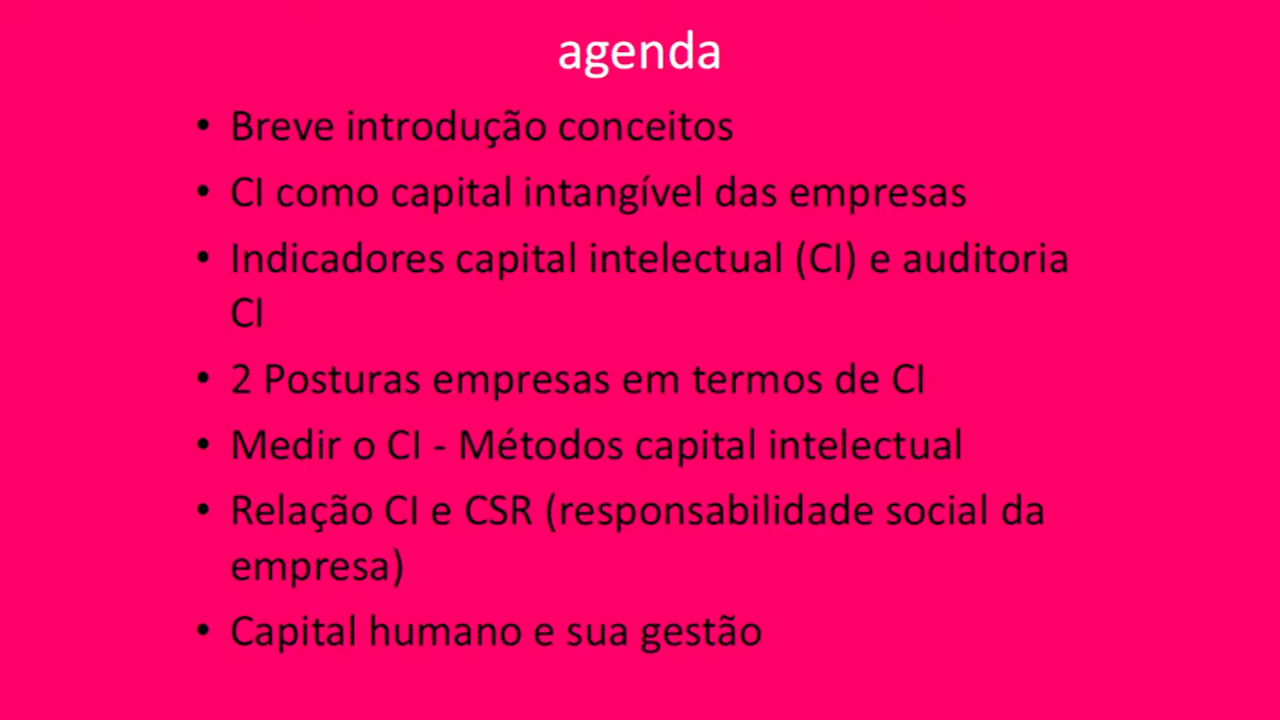 agenda
• Breve introdução conceitos
• CI como capital intangível das empresas
• Indicadores capital intelectual (CI) e auditoria
CI
• 2 Posturas empresas em termos de CI
• Medir o CI - Métodos capital intelectual
• Relação CI e CSR (responsabilidade social da
empresa)
• Capital humano e sua gestão